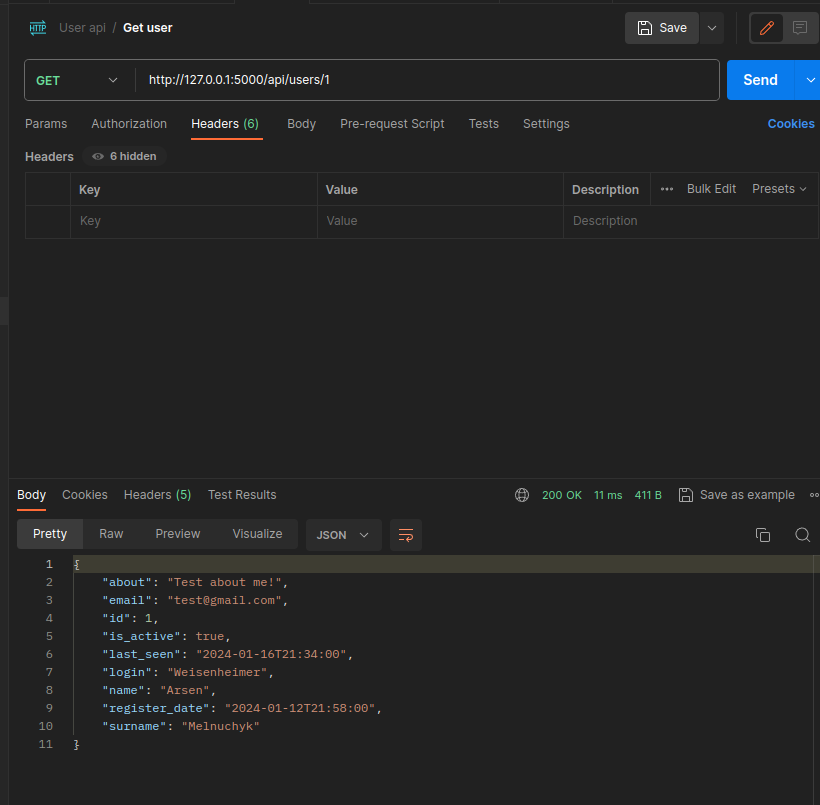 HTTP User api / Get user Save
GET http://127.0.0.1:5000/api/users/1 Send
Params Authorization Headers (6) Body Pre-request Script Tests Settings Cookies
Headers 6 hidden
Key Value Description ••• Bulk Edit Presets
Key Value Description
Body Cookies Headers (5) Test Results 200 OK 11 ms 411 B Save as example
Pretty Raw Preview Visualize JSON
1 {
2 "about": "Test about me!",
3 "email": "test@gmail.com",
4 "id": 1,
5 "is_active": true,
6 "last_seen": "2024-01-16T21:34:00",
7 "login": "Weisenheimer",
8 "name": "Arsen",
9 "register_date": "2024-01-12T21:58:00",
10 "surname": "Melnuchyk"
11 }